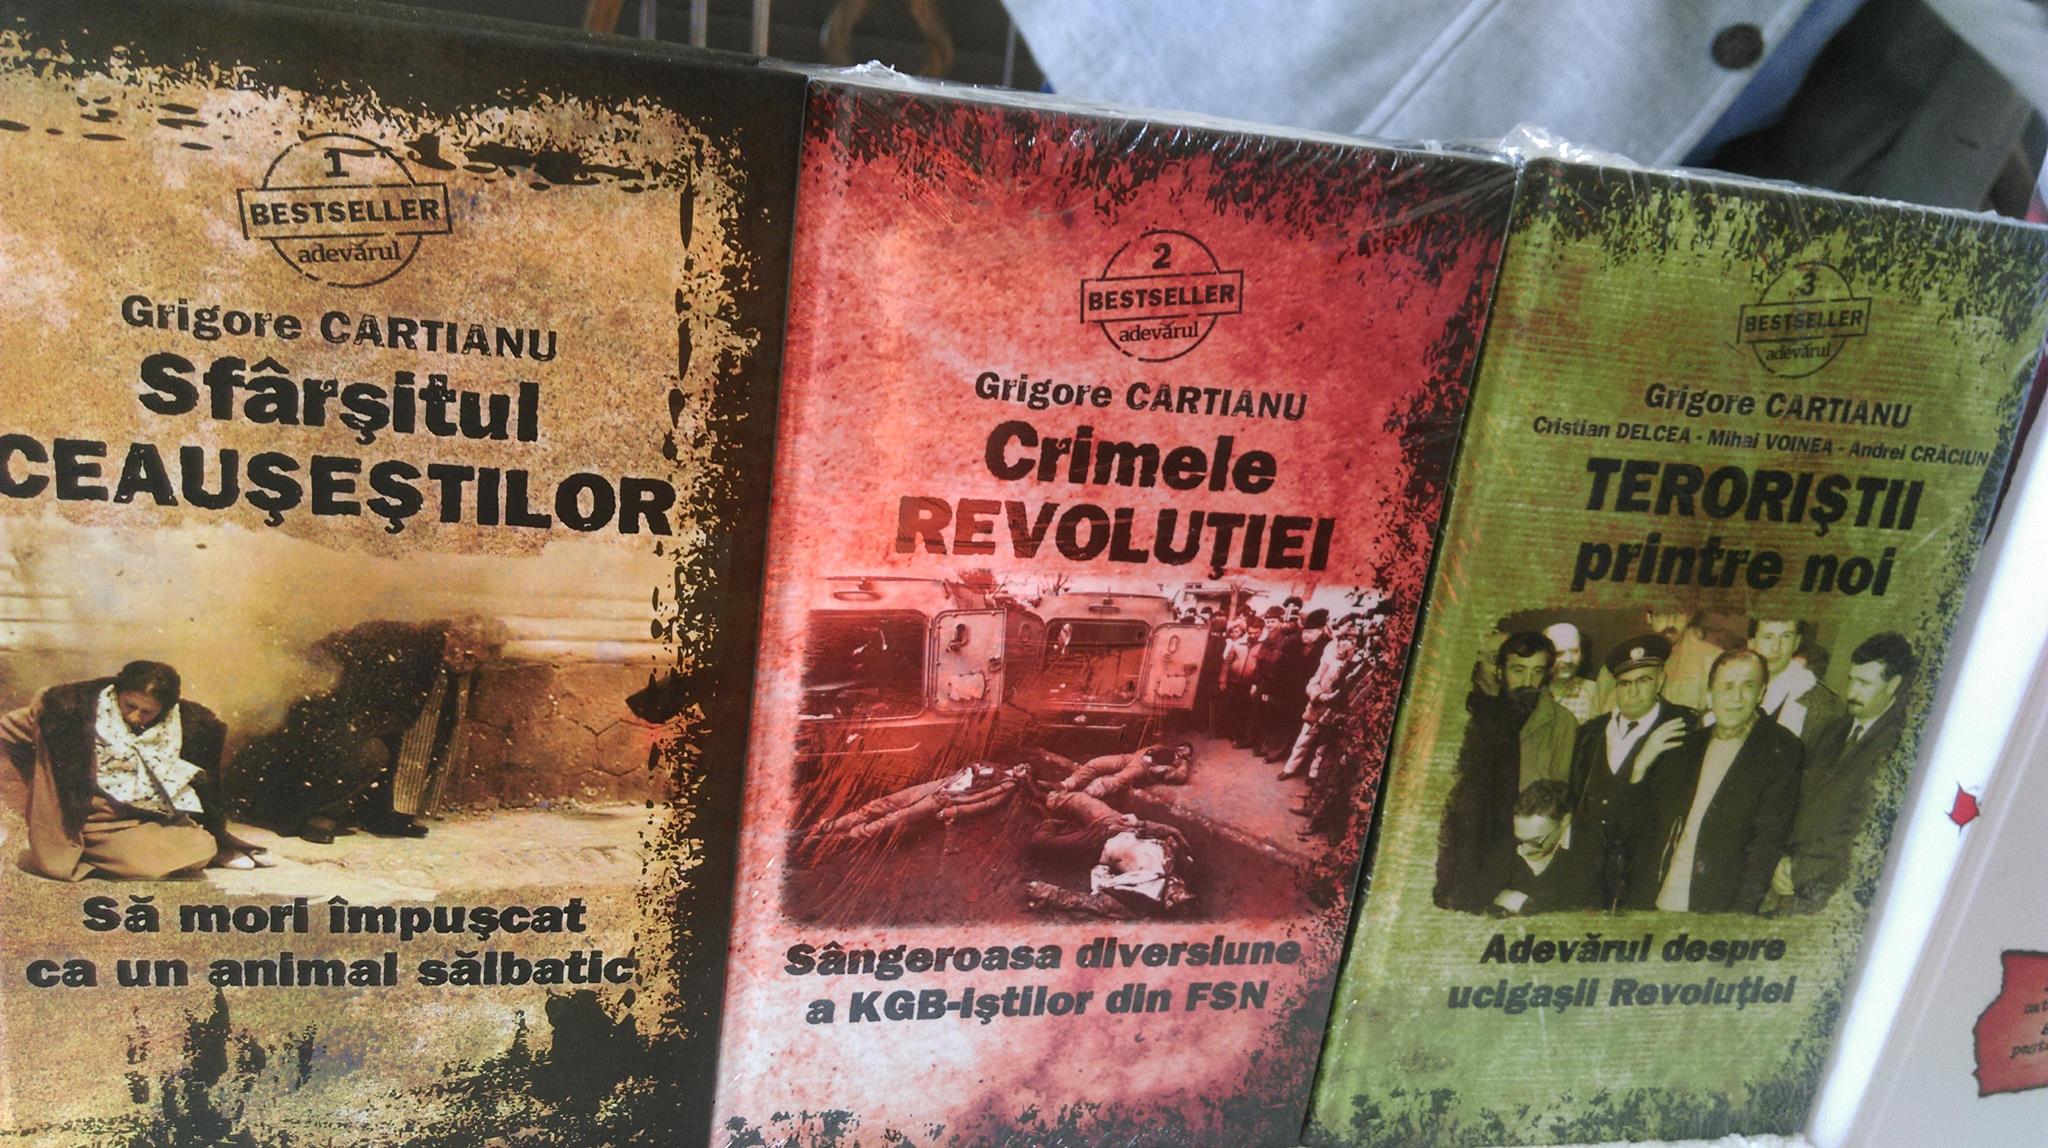 1
BESTSELLER
adevărul
Grigore CARTIANU
Sfârşitul
CEAUŞEŞTILOR
Să mori împuşcat
ca un animal sălbatic
2
BESTSELLER
adevărul
Grigore CARTIANU
Crimele
REVOLUŢIEI
Sângeroasa diversiune
a KGB-iştilor din FSN
3
BESTSELLER
adevărul
Grigore CARTIANU
Cristian DELCEA - Mihai VOINEA - Andrei CRĂCIUN
TERORIŞTII
printre noi
Adevărul despre
ucigaşii Revoluţiei